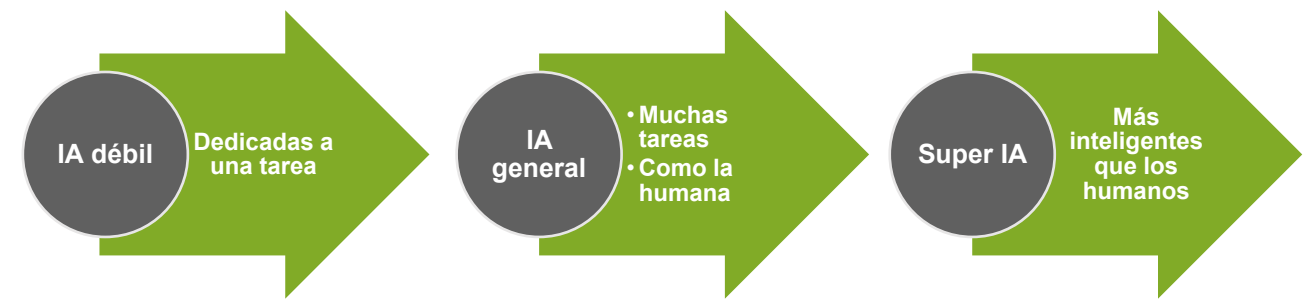 IA débil
Dedicadas a
una tarea
IA
general
• Muchas
tareas
• Como la
humana
Super IA
Más
inteligentes
que los
humanos